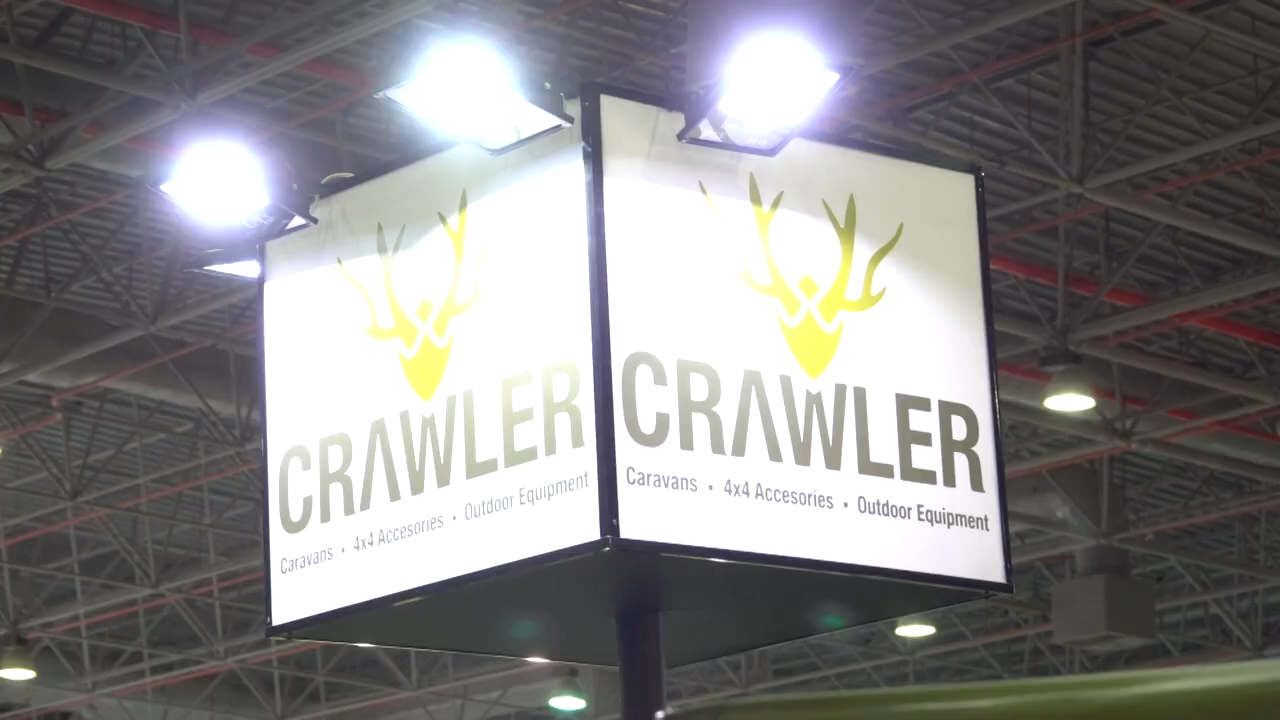 CRAWLER
Caravans • 4x4 Accesories • Outdoor Equipment
CRAWLER
Caravans • 4x4 Accesories • Outdoor Equipment